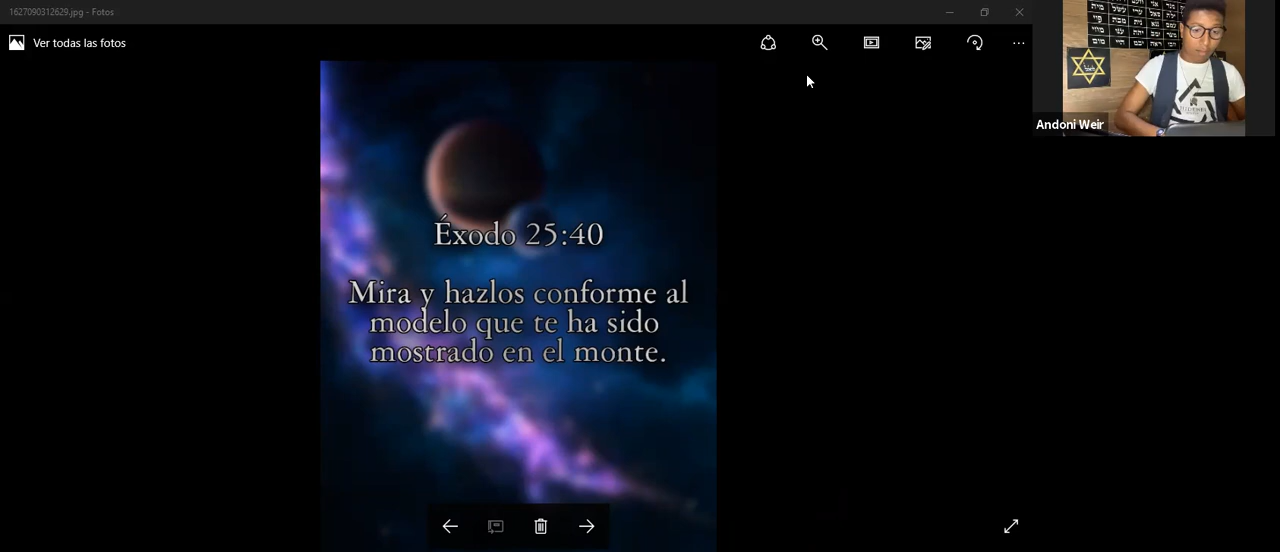 1627090312629.jpg - Fotos
Ver todas las fotos
Éxodo 25:40
Mira y hazlos conforme al
modelo que te ha sido
mostrado en el monte.
Andoni Weir